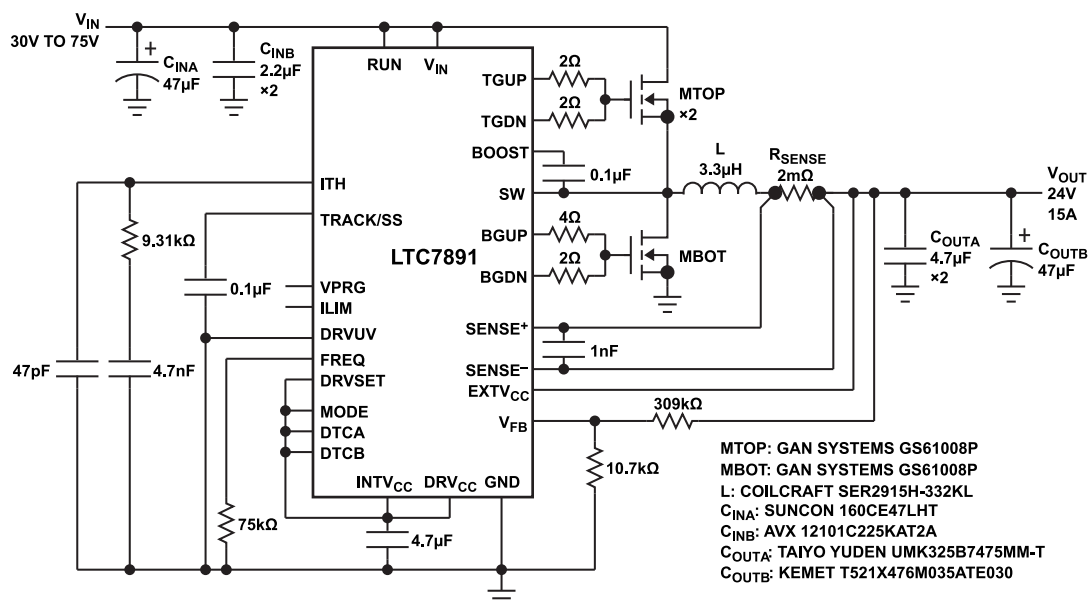 VIN
30V TO 75V
CINA
47µF
CINB
2.2µF
×2
RUN
VIN
TGUP
2Ω
TGDN
2Ω
MTOP
×2
BOOST
0.1µF
SW
L
3.3µH
RSENSE
2mΩ
VOUT
24V
15A
ITH
TRACK/SS
9.31kΩ
LTC7891
BGUP
4Ω
BGDN
2Ω
MBOT
COUTA
4.7µF
×2
COUTB
47µF
0.1µF
VPRG
ILIM
DRVUV
FREQ
DRVSET
MODE
DTCA
DTCB
47pF
4.7nF
SENSE+
1nF
SENSE–
EXTVCC
VFB
309kΩ
10.7kΩ
INTVCC
DRVCC
GND
75kΩ
4.7µF
MTOP: GAN SYSTEMS GS61008P
MBOT: GAN SYSTEMS GS61008P
L: COILCRAFT SER2915H-332KL
CINA: SUNCON 160CE47LHT
CINB: AVX 12101C225KAT2A
COUTA: TAIYO YUDEN UMK325B7475MM-T
COUTB: KEMET T521X476M035ATE030